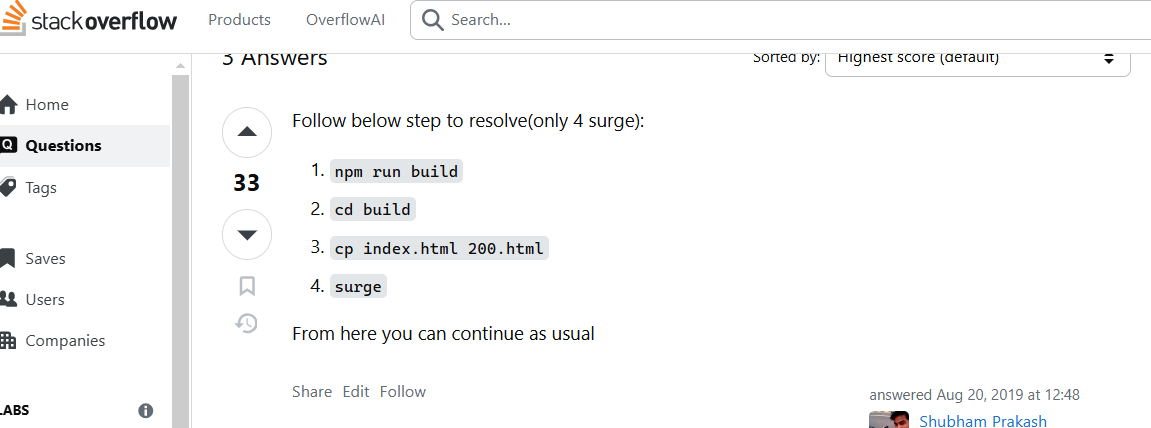 stackoverflow Products OverflowAI Search...
3 Answers Sorted by: Highest score (default)
Home
Questions
Tags
Saves
Users
Companies
LABS
33
Follow below step to resolve(only 4 surge):
1. npm run build
2. cd build
3. cp index.html 200.html
4. surge
From here you can continue as usual
Share Edit Follow
answered Aug 20, 2019 at 12:48
Shubham Prakash